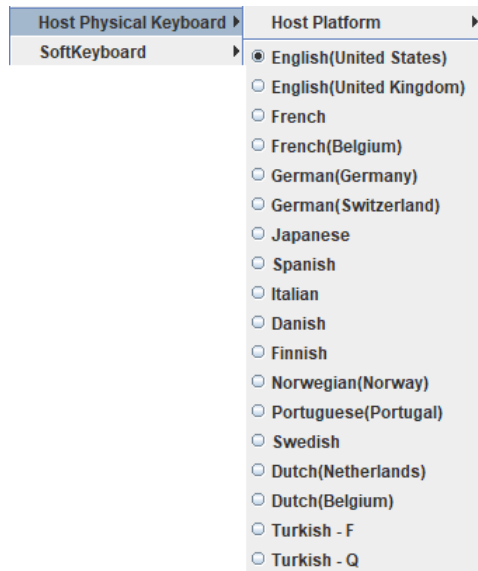 Host Physical Keyboard
SoftKeyboard
Host Platform
English(United States)
English(United Kingdom)
French
French(Belgium)
German(Germany)
German(Switzerland)
Japanese
Spanish
Italian
Danish
Finnish
Norwegian(Norway)
Portuguese(Portugal)
Swedish
Dutch(Netherlands)
Dutch(Belgium)
Turkish - F
Turkish - Q